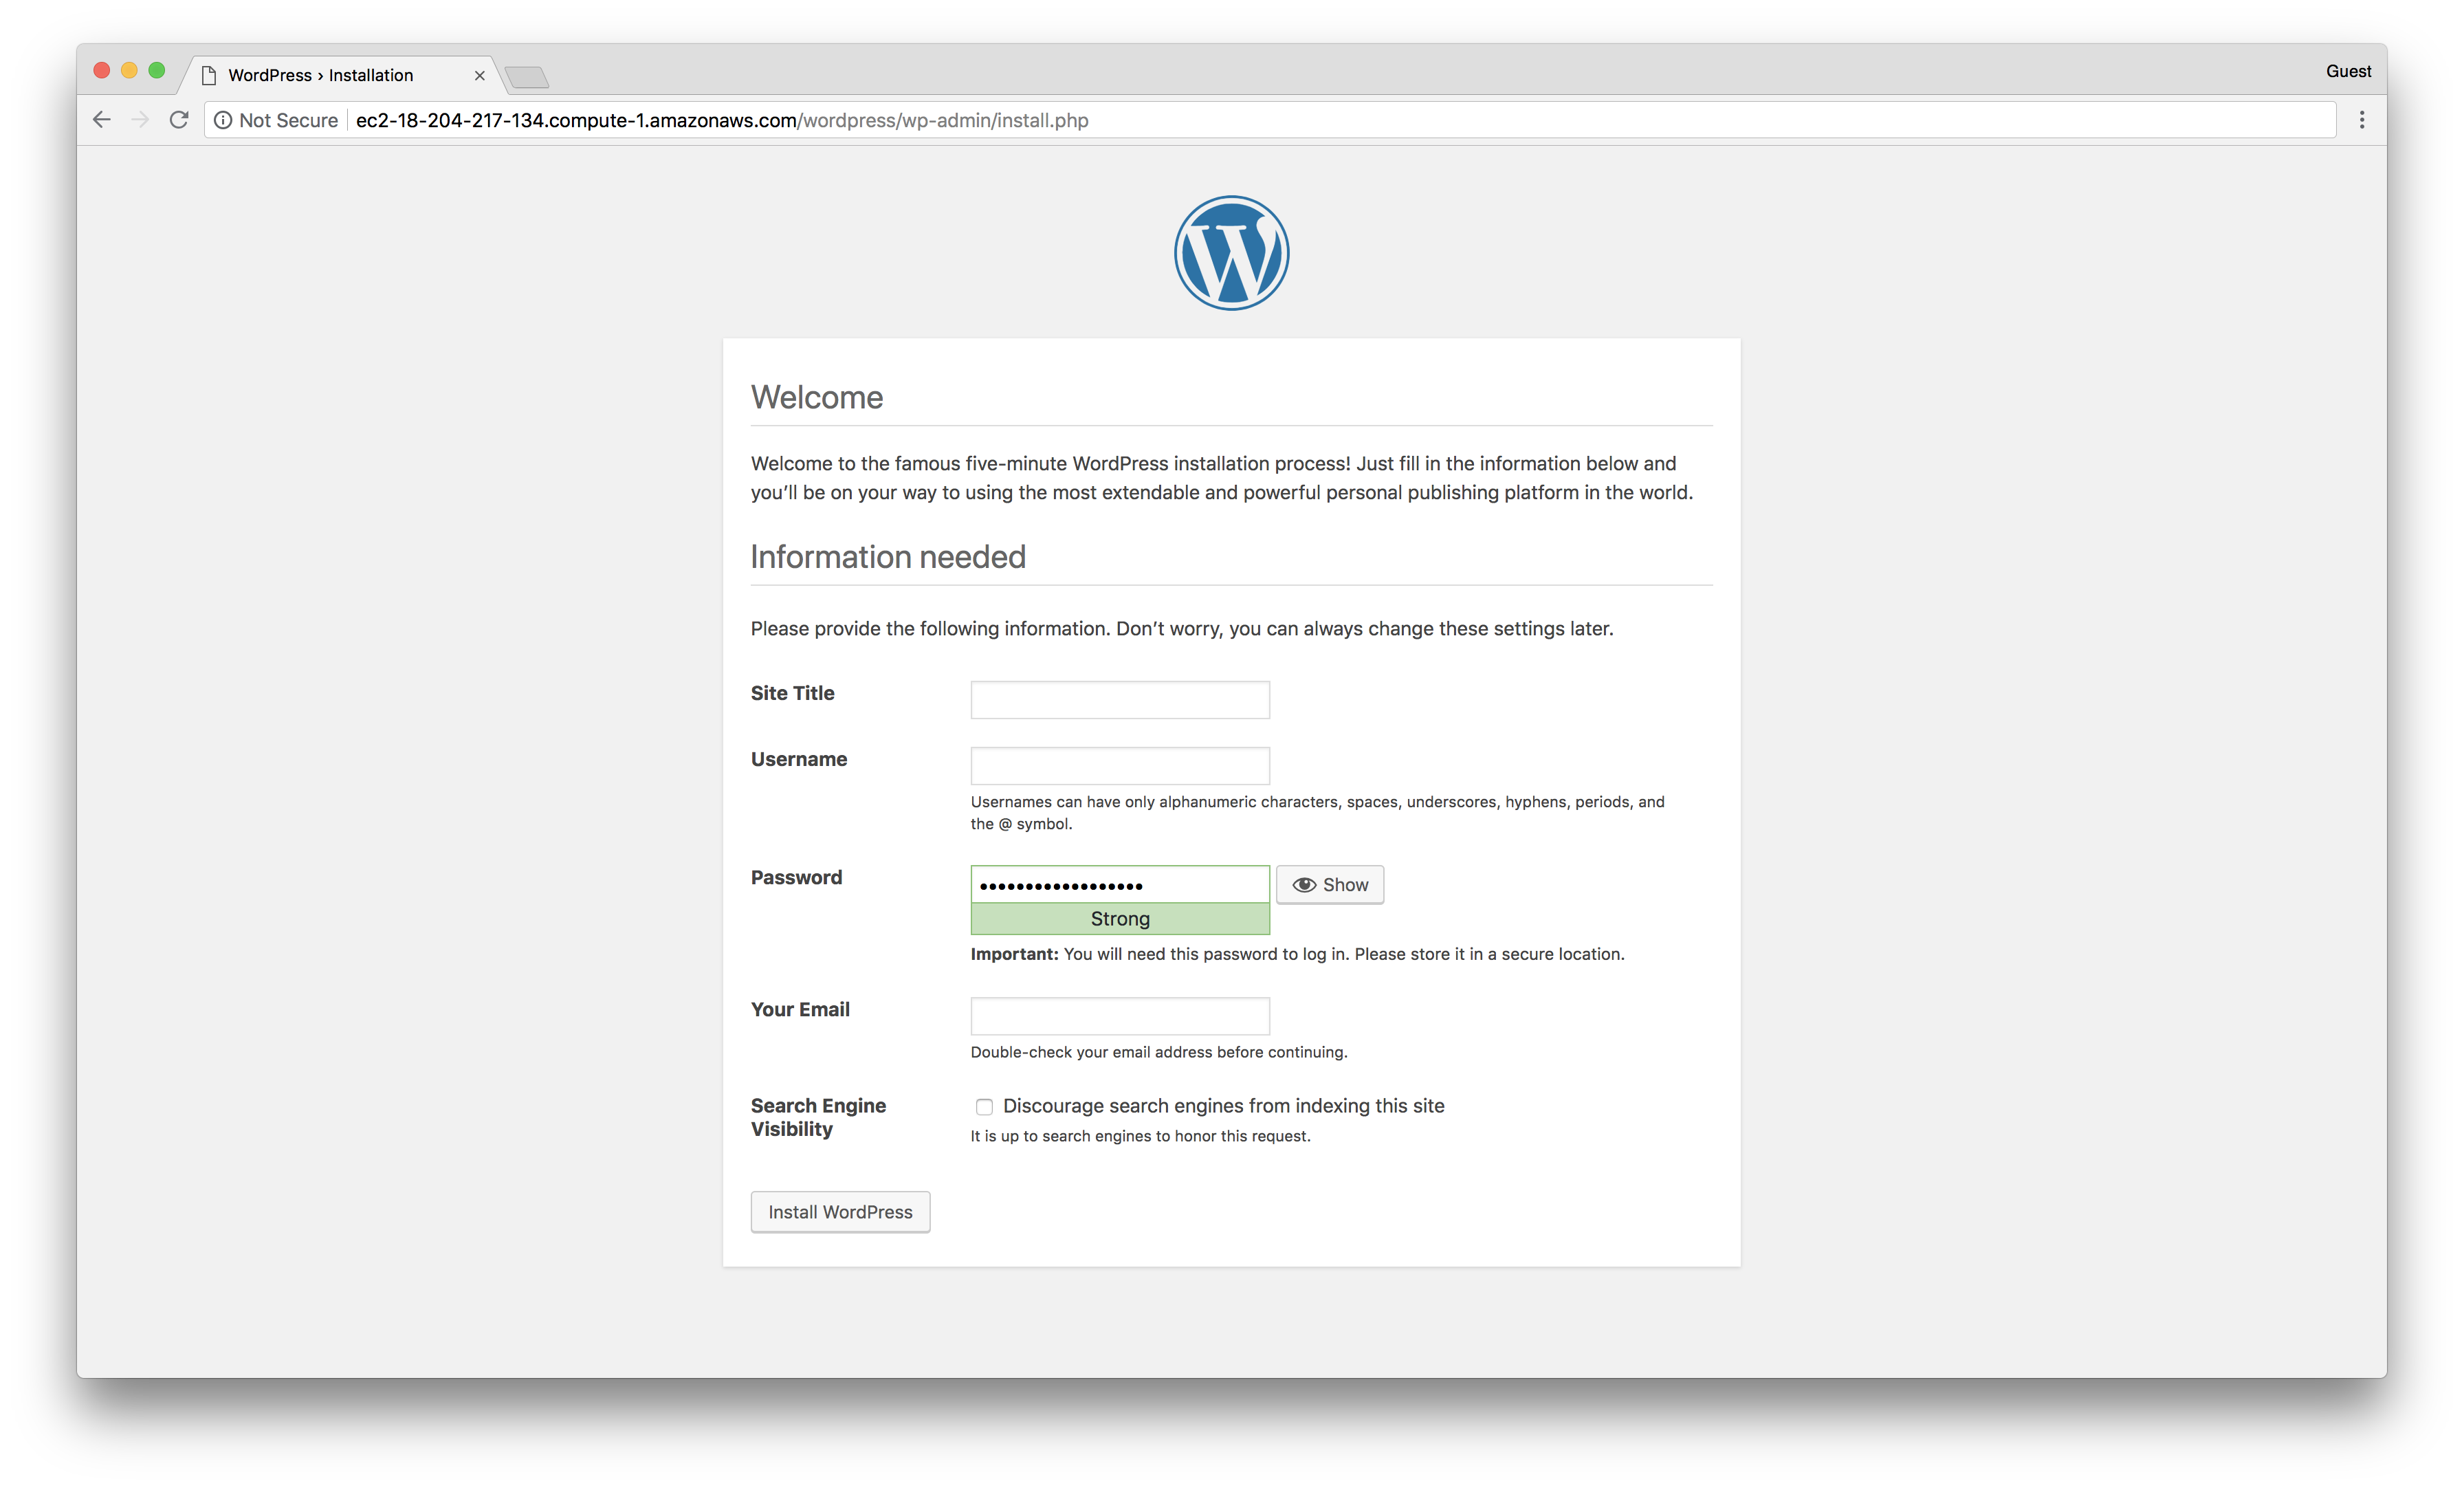 WordPress › Installation
Guest
Not Secure
ec2-18-204-217-134.compute-1.amazonaws.com/wordpress/wp-admin/install.php
Welcome
Welcome to the famous five-minute WordPress installation process! Just fill in the information below and
you’ll be on your way to using the most extendable and powerful personal publishing platform in the world.
Information needed
Please provide the following information. Don’t worry, you can always change these settings later.
Site Title
Username
Usernames can have only alphanumeric characters, spaces, underscores, hyphens, periods, and
the @ symbol.
Password
Show
Strong
Important: You will need this password to log in. Please store it in a secure location.
Your Email
Double-check your email address before continuing.
Search Engine
Visibility
Discourage search engines from indexing this site
It is up to search engines to honor this request.
Install WordPress